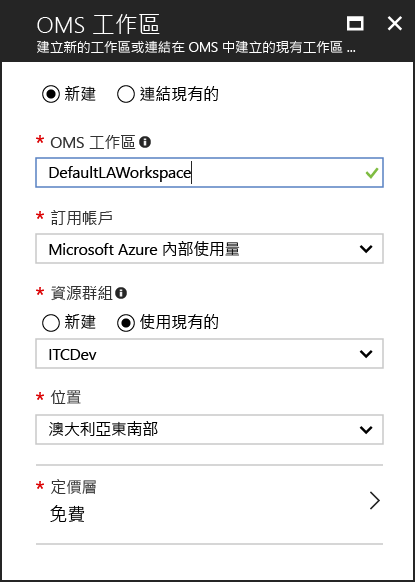 OMS 工作區
建立新的工作區或連結在 OMS 中建立的現有工作區 ...
新建 連結現有的
* OMS 工作區
DefaultLAWorkspace
* 訂用帳戶
Microsoft Azure 內部使用量
* 資源群組
新建 使用現有的
ITCDev
* 位置
澳大利亞東南部
* 定價層
免費